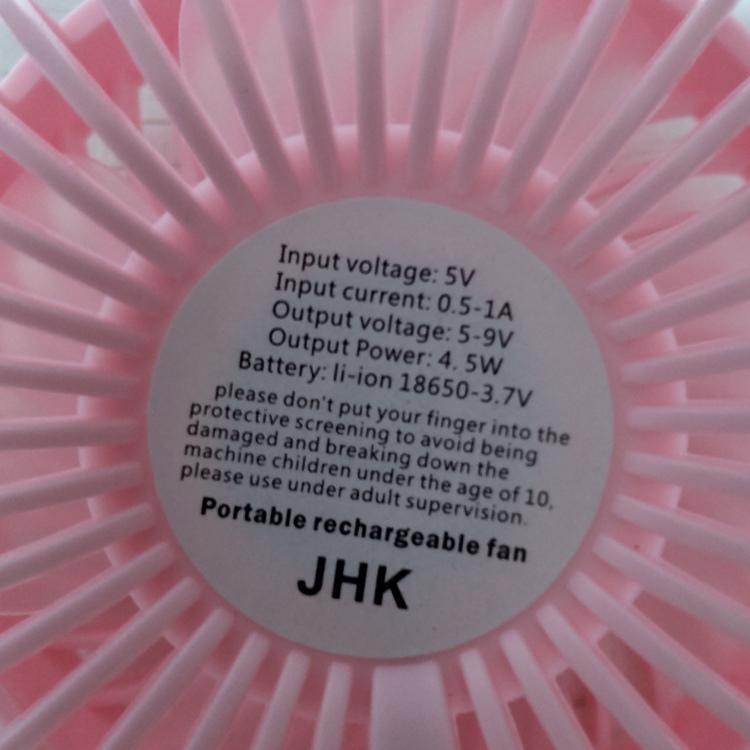 Input voltage: 5V
Input current: 0.5-1A
Output voltage: 5-9V
Output Power: 4. 5W
Battery: li-ion 18650-3.7V
please don't put your finger into the
protective screening to avoid being
damaged and breaking down the
machine children under the age of 10,
please use under adult supervision.
Portable rechargeable fan
JHK